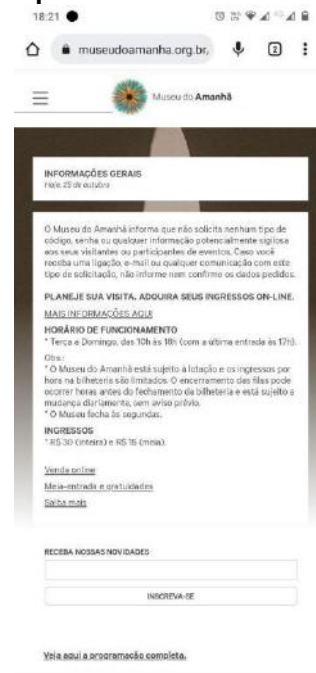 18:21
museudoamanha.org.br,
2
Museu do Amanhã
INFORMAÇÕES GERAIS
Hoje, 25 de outubro
O Museu do Amanhã informa que não solicita nenhum tipo de
código, senha ou qualquer informação potencialmente sigilosa
aos seus visitantes ou participantes de eventos. Caso você
receba uma ligação, e-mail ou qualquer comunicação com este
tipo de solicitação, não informe nem confirme os dados pedidos.
PLANEJE SUA VISITA. ADQUIRA SEUS INGRESSOS ON-LINE.
MAIS INFORMAÇÕES AQUI
HORÁRIO DE FUNCIONAMENTO
* Terça a Domingo, das 10h às 18h (com a última entrada às 17h).
Obs.:
* O Museu do Amanhã está sujeito à lotação e os ingressos por
hora na bilheteria são limitados. O encerramento das filas pode
ocorrer horas antes do fechamento da bilheteria e está sujeito a
mudança diariamente, sem aviso prévio.
* O Museu fecha às segundas.
INGRESSOS
* R$ 30 (inteira) e R$ 15 (meia).
Venda online
Meia-entrada e gratuidades
Saiba mais
RECEBA NOSSAS NOVIDADES
INSCREVA-SE
Veja aqui a programação completa.